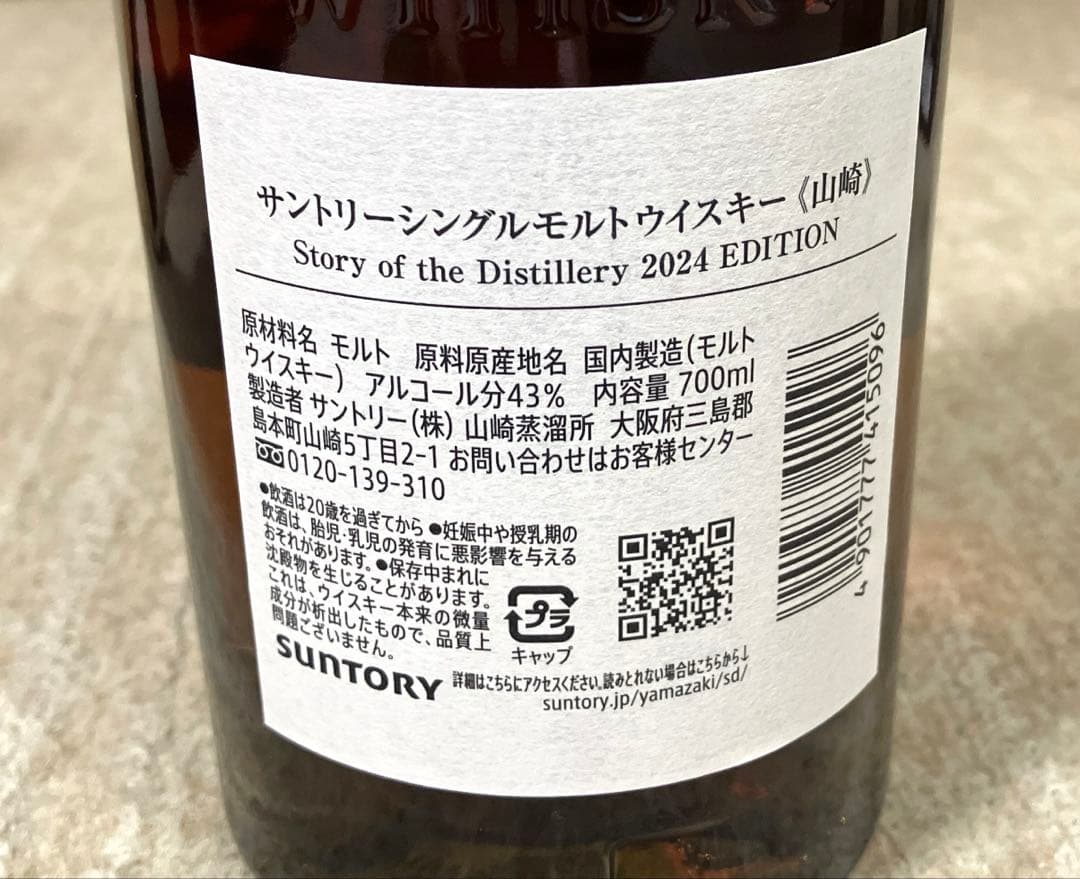 サントリーシングルモルトウイスキー《山崎》
Story of the Distillery 2024 EDITION
原材料名 モルト 原料原産地名 国内製造(モルト
ウイスキー) アルコール分43% 内容量 700ml
製造者 サントリー(株) 山崎蒸溜所 大阪府三島郡
島本町山崎5丁目2-1 お問い合わせはお客様センター
0120-139-310
●飲酒は20歳を過ぎてから ●妊娠中や授乳期の
飲酒は、胎児・乳児の発育に悪影響を与える
おそれがあります。●保存中まれに
沈殿物を生じることがあります。
これは、ウイスキー本来の微量
成分が析出したもので、品質上
問題ございません。
プラ
キャップ
SUNTORY
詳細はこちらにアクセスください。読みとれない場合はこちらから↓
suntory.jp/yamazaki/sd/
4 901777 415096